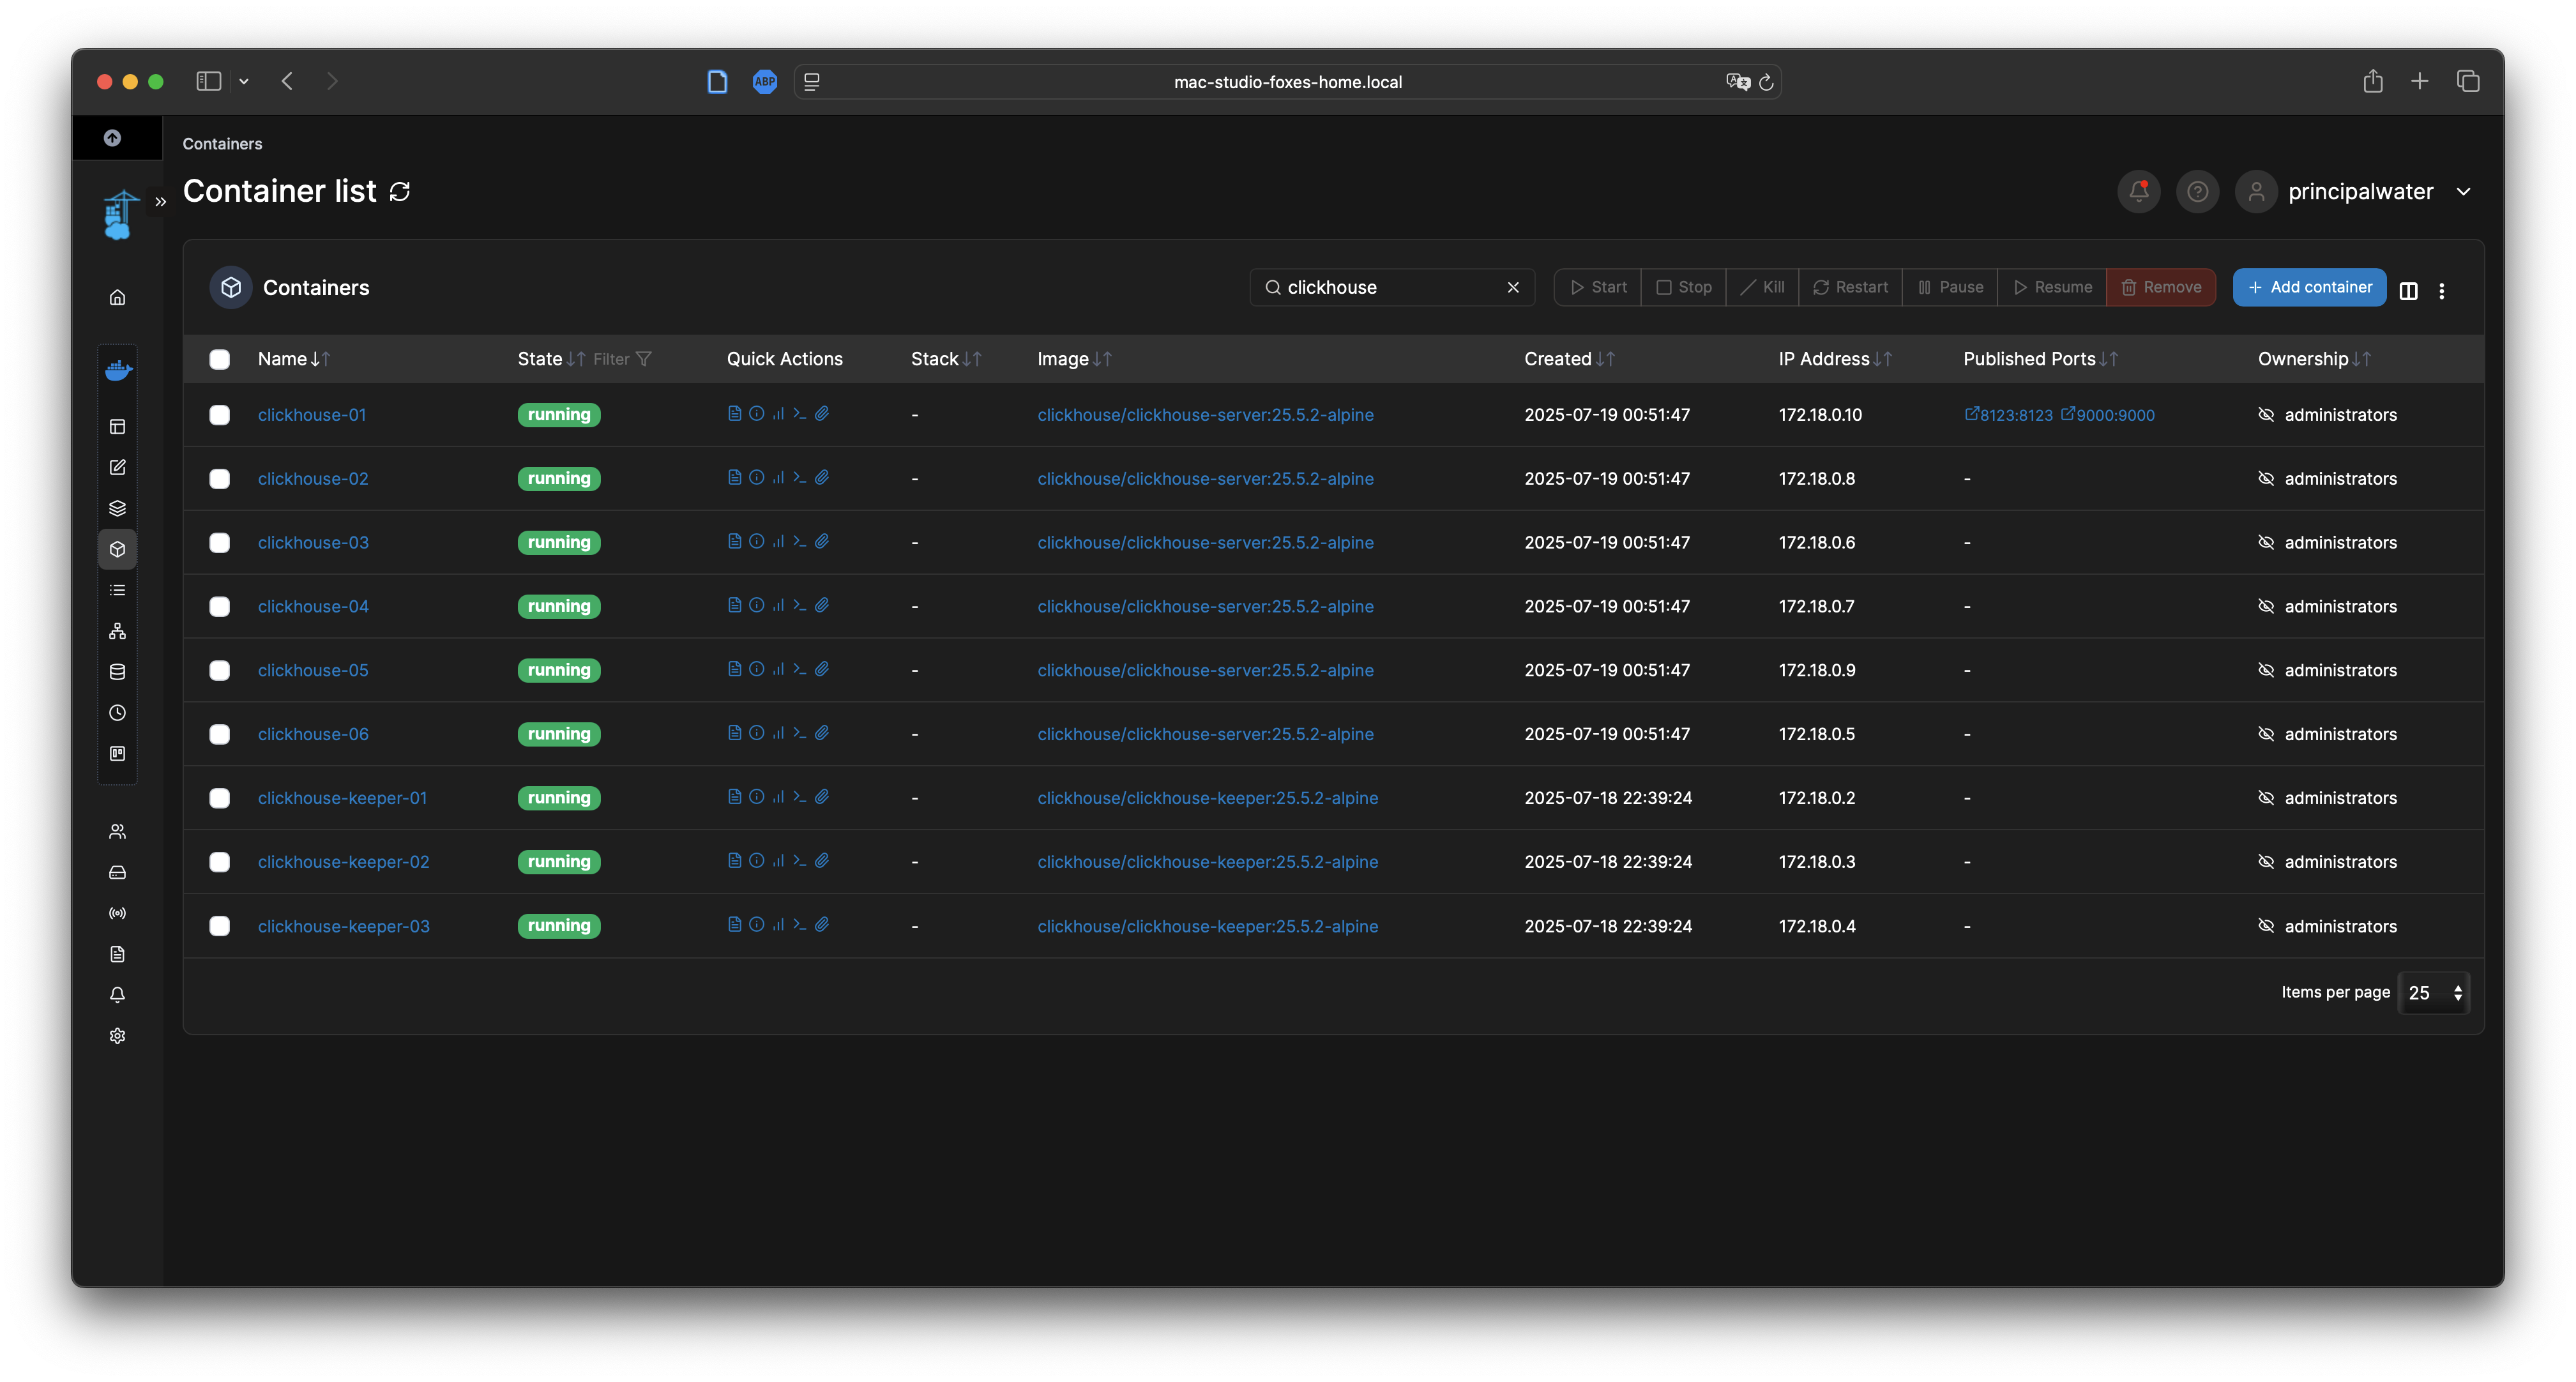 ABP
mac-studio-foxes-home.local
Containers
Container list
principalwater
Containers
clickhouse
Start Stop Kill Restart Pause Resume Remove
Add container
Name State Filter Quick Actions Stack Image Created IP Address Published Ports Ownership
clickhouse-01 running - clickhouse/clickhouse-server:25.5.2-alpine 2025-07-19 00:51:47 172.18.0.10 8123:8123 9000:9000 administrators
clickhouse-02 running - clickhouse/clickhouse-server:25.5.2-alpine 2025-07-19 00:51:47 172.18.0.8 - administrators
clickhouse-03 running - clickhouse/clickhouse-server:25.5.2-alpine 2025-07-19 00:51:47 172.18.0.6 - administrators
clickhouse-04 running - clickhouse/clickhouse-server:25.5.2-alpine 2025-07-19 00:51:47 172.18.0.7 - administrators
clickhouse-05 running - clickhouse/clickhouse-server:25.5.2-alpine 2025-07-19 00:51:47 172.18.0.9 - administrators
clickhouse-06 running - clickhouse/clickhouse-server:25.5.2-alpine 2025-07-19 00:51:47 172.18.0.5 - administrators
clickhouse-keeper-01 running - clickhouse/clickhouse-keeper:25.5.2-alpine 2025-07-18 22:39:24 172.18.0.2 - administrators
clickhouse-keeper-02 running - clickhouse/clickhouse-keeper:25.5.2-alpine 2025-07-18 22:39:24 172.18.0.3 - administrators
clickhouse-keeper-03 running - clickhouse/clickhouse-keeper:25.5.2-alpine 2025-07-18 22:39:24 172.18.0.4 - administrators
Items per page 25